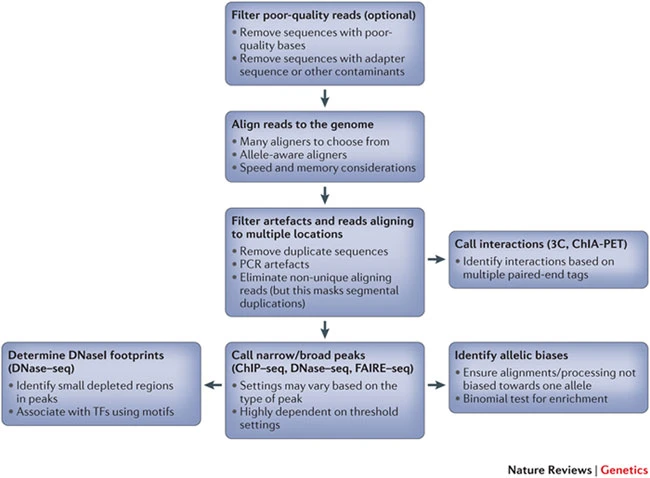 Filter poor-quality reads (optional)
• Remove sequences with poor-
quality bases
• Remove sequences with adapter
sequence or other contaminants
Align reads to the genome
• Many aligners to choose from
• Allele-aware aligners
• Speed and memory considerations
Filter artefacts and reads aligning
to multiple locations
• Remove duplicate sequences
• PCR artefacts
• Eliminate non-unique aligning
reads (but this masks segmental
duplications)
Call interactions (3C, ChIA-PET)
• Identify interactions based on
multiple paired-end tags
Determine DNaseI footprints
(DNase–seq)
• Identify small depleted regions
in peaks
• Associate with TFs using motifs
Call narrow/broad peaks
(ChIP–seq, DNase–seq, FAIRE–seq)
• Settings may vary based on the
type of peak
• Highly dependent on threshold
settings
Identify allelic biases
• Ensure alignments/processing not
biased towards one allele
• Binomial test for enrichment
Nature Reviews | Genetics